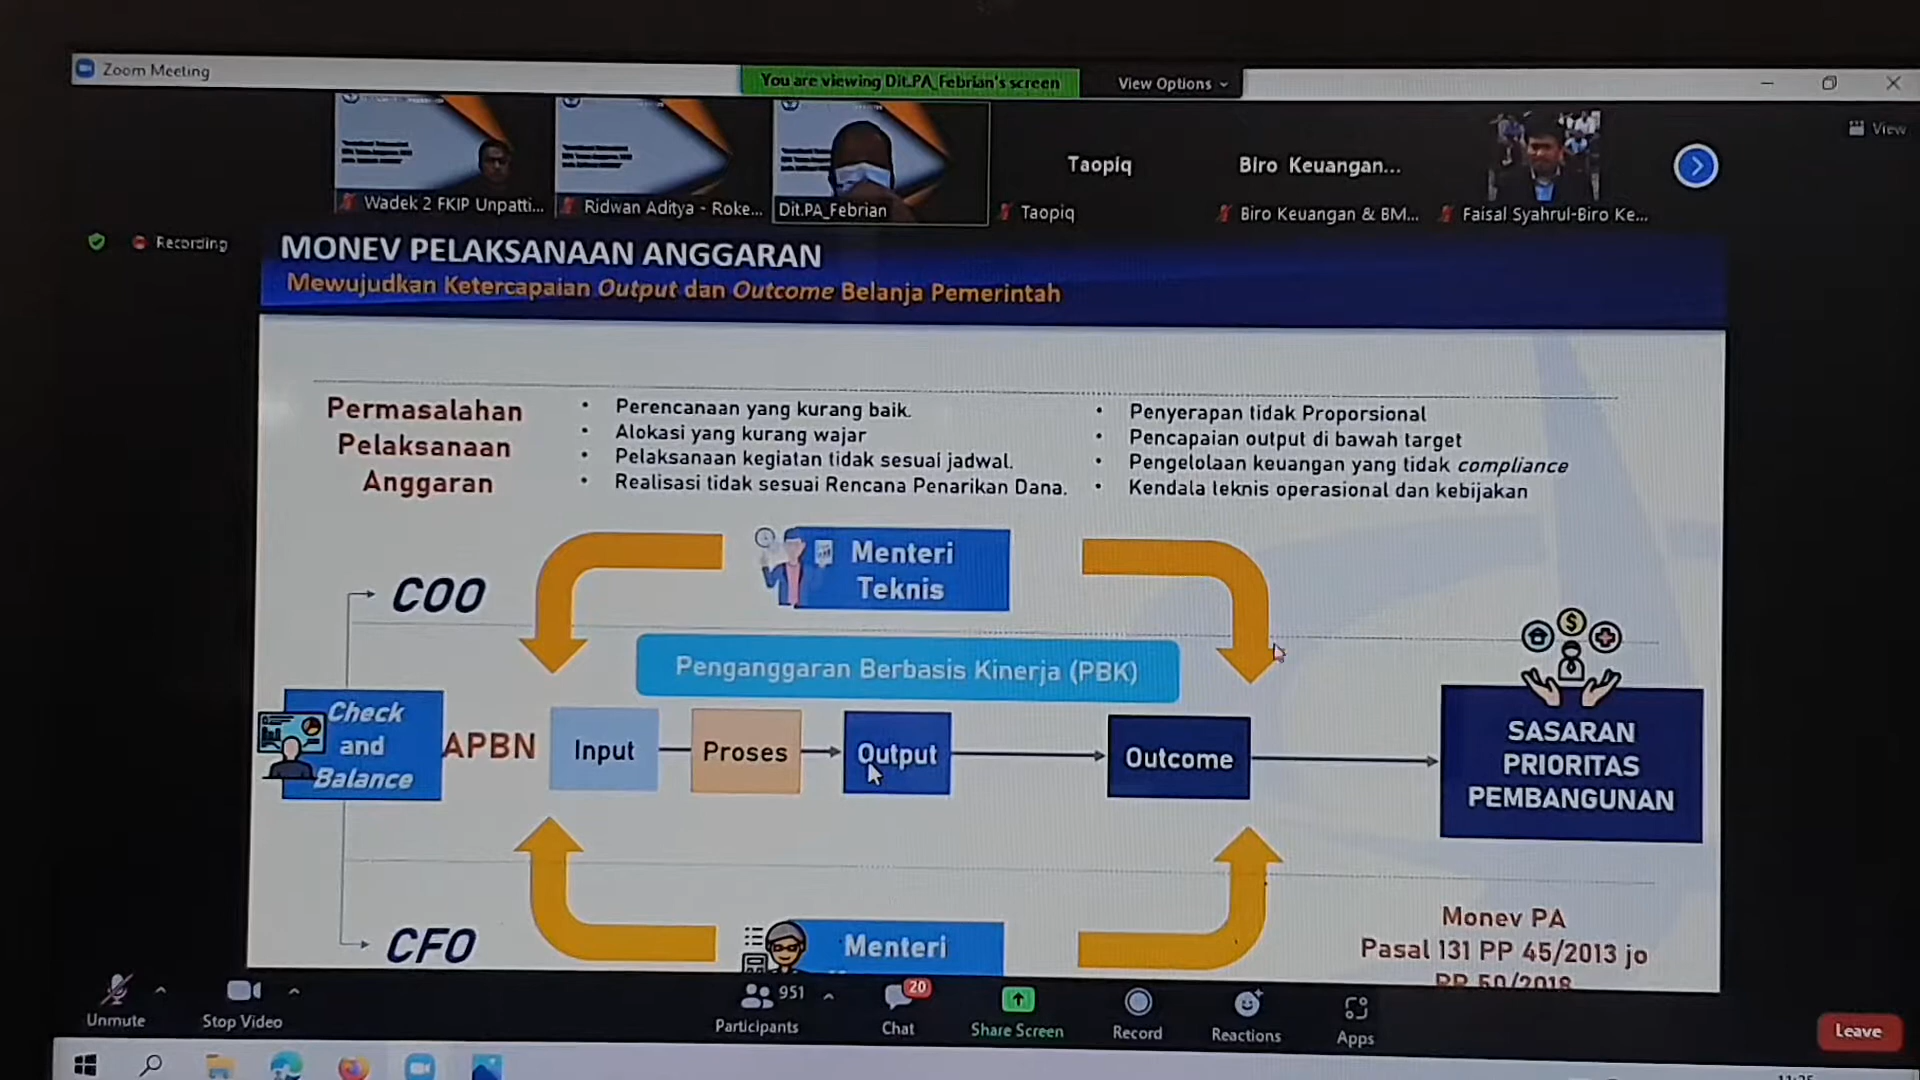 Zoom Meeting
You are viewing Dit.PA_Febrian's screen
View Options
View
Wadek 2 FKIP Unpatti...
Ridwan Aditya - Roke...
Dit.PA_Febrian
Taopiq
Taopiq
Biro Keuangan...
Biro Keuangan & BM...
Faisal Syahrul-Biro Ke...
Recording
MONEV PELAKSANAAN ANGGARAN
Mewujudkan Ketercapaian Output dan Outcome Belanja Pemerintah
Permasalahan
Pelaksanaan
Anggaran
• Perencanaan yang kurang baik.
• Alokasi yang kurang wajar
• Pelaksanaan kegiatan tidak sesuai jadwal.
• Realisasi tidak sesuai Rencana Penarikan Dana.
• Penyerapan tidak Proporsional
• Pencapaian output di bawah target
• Pengelolaan keuangan yang tidak compliance
• Kendala teknis operasional dan kebijakan
COO
Menteri
Teknis
Penganggaran Berbasis Kinerja (PBK)
Check
and
Balance
APBN
Input
Proses
Output
Outcome
SASARAN
PRIORITAS
PEMBANGUNAN
CFO
Menteri
Monev PA
Pasal 131 PP 45/2013 jo
PP 50/2018
Unmute
Stop Video
951
Participants
20
Chat
Share Screen
Record
Reactions
Apps
Leave